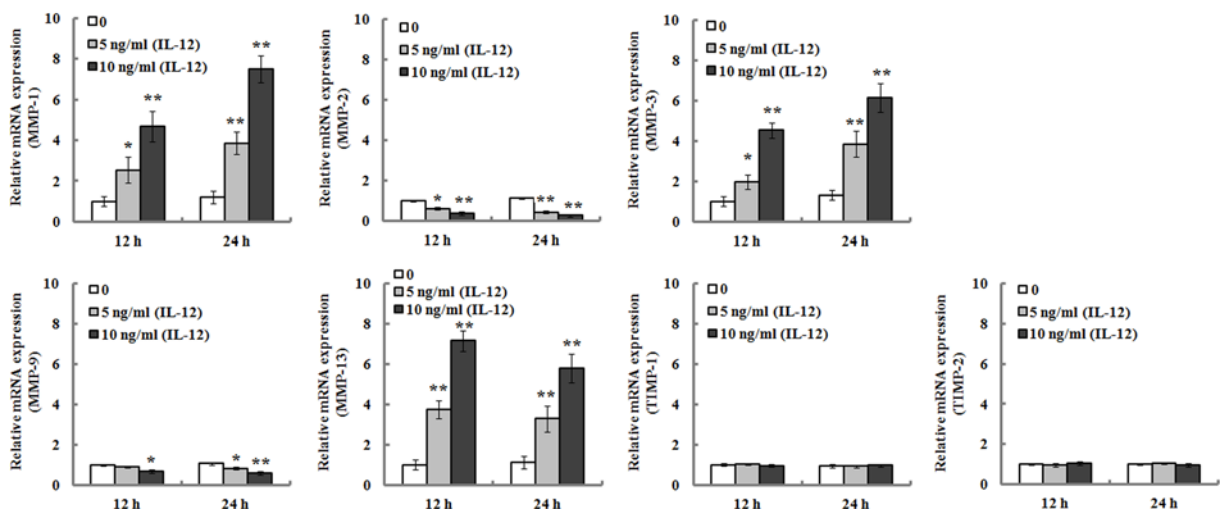 Relative mRNA expression
(MMP-1)
10
8
6
4
2
0
0
5 ng/ml (IL-12)
10 ng/ml (IL-12)
*
**
**
**
12 h
24 h
Relative mRNA expression
(MMP-2)
10
8
6
4
2
0
0
5 ng/ml (IL-12)
10 ng/ml (IL-12)
*
**
**
**
12 h
24 h
Relative mRNA expression
(MMP-3)
10
8
6
4
2
0
0
5 ng/ml (IL-12)
10 ng/ml (IL-12)
*
**
**
**
12 h
24 h
Relative mRNA expression
(MMP-9)
10
8
6
4
2
0
0
5 ng/ml (IL-12)
10 ng/ml (IL-12)
*
*
**
12 h
24 h
Relative mRNA expression
(MMP-13)
10
8
6
4
2
0
0
5 ng/ml (IL-12)
10 ng/ml (IL-12)
**
**
**
**
12 h
24 h
Relative mRNA expression
(TIMP-1)
10
8
6
4
2
0
0
5 ng/ml (IL-12)
10 ng/ml (IL-12)
12 h
24 h
Relative mRNA expression
(TIMP-2)
10
8
6
4
2
0
0
5 ng/ml (IL-12)
10 ng/ml (IL-12)
12 h
24 h